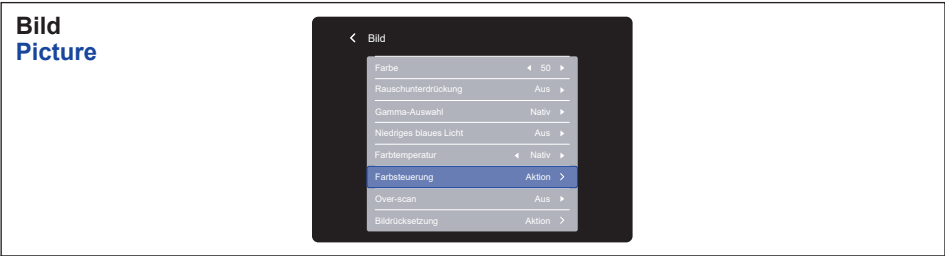 Bild
Picture
Bild
Farbe 50
Rauschunterdrückung Aus
Gamma-Auswahl Nativ
Niedriges blaues Licht Aus
Farbtemperatur Nativ
Farbsteuerung Aktion
Over-scan Aus
Bildrücksetzung Aktion